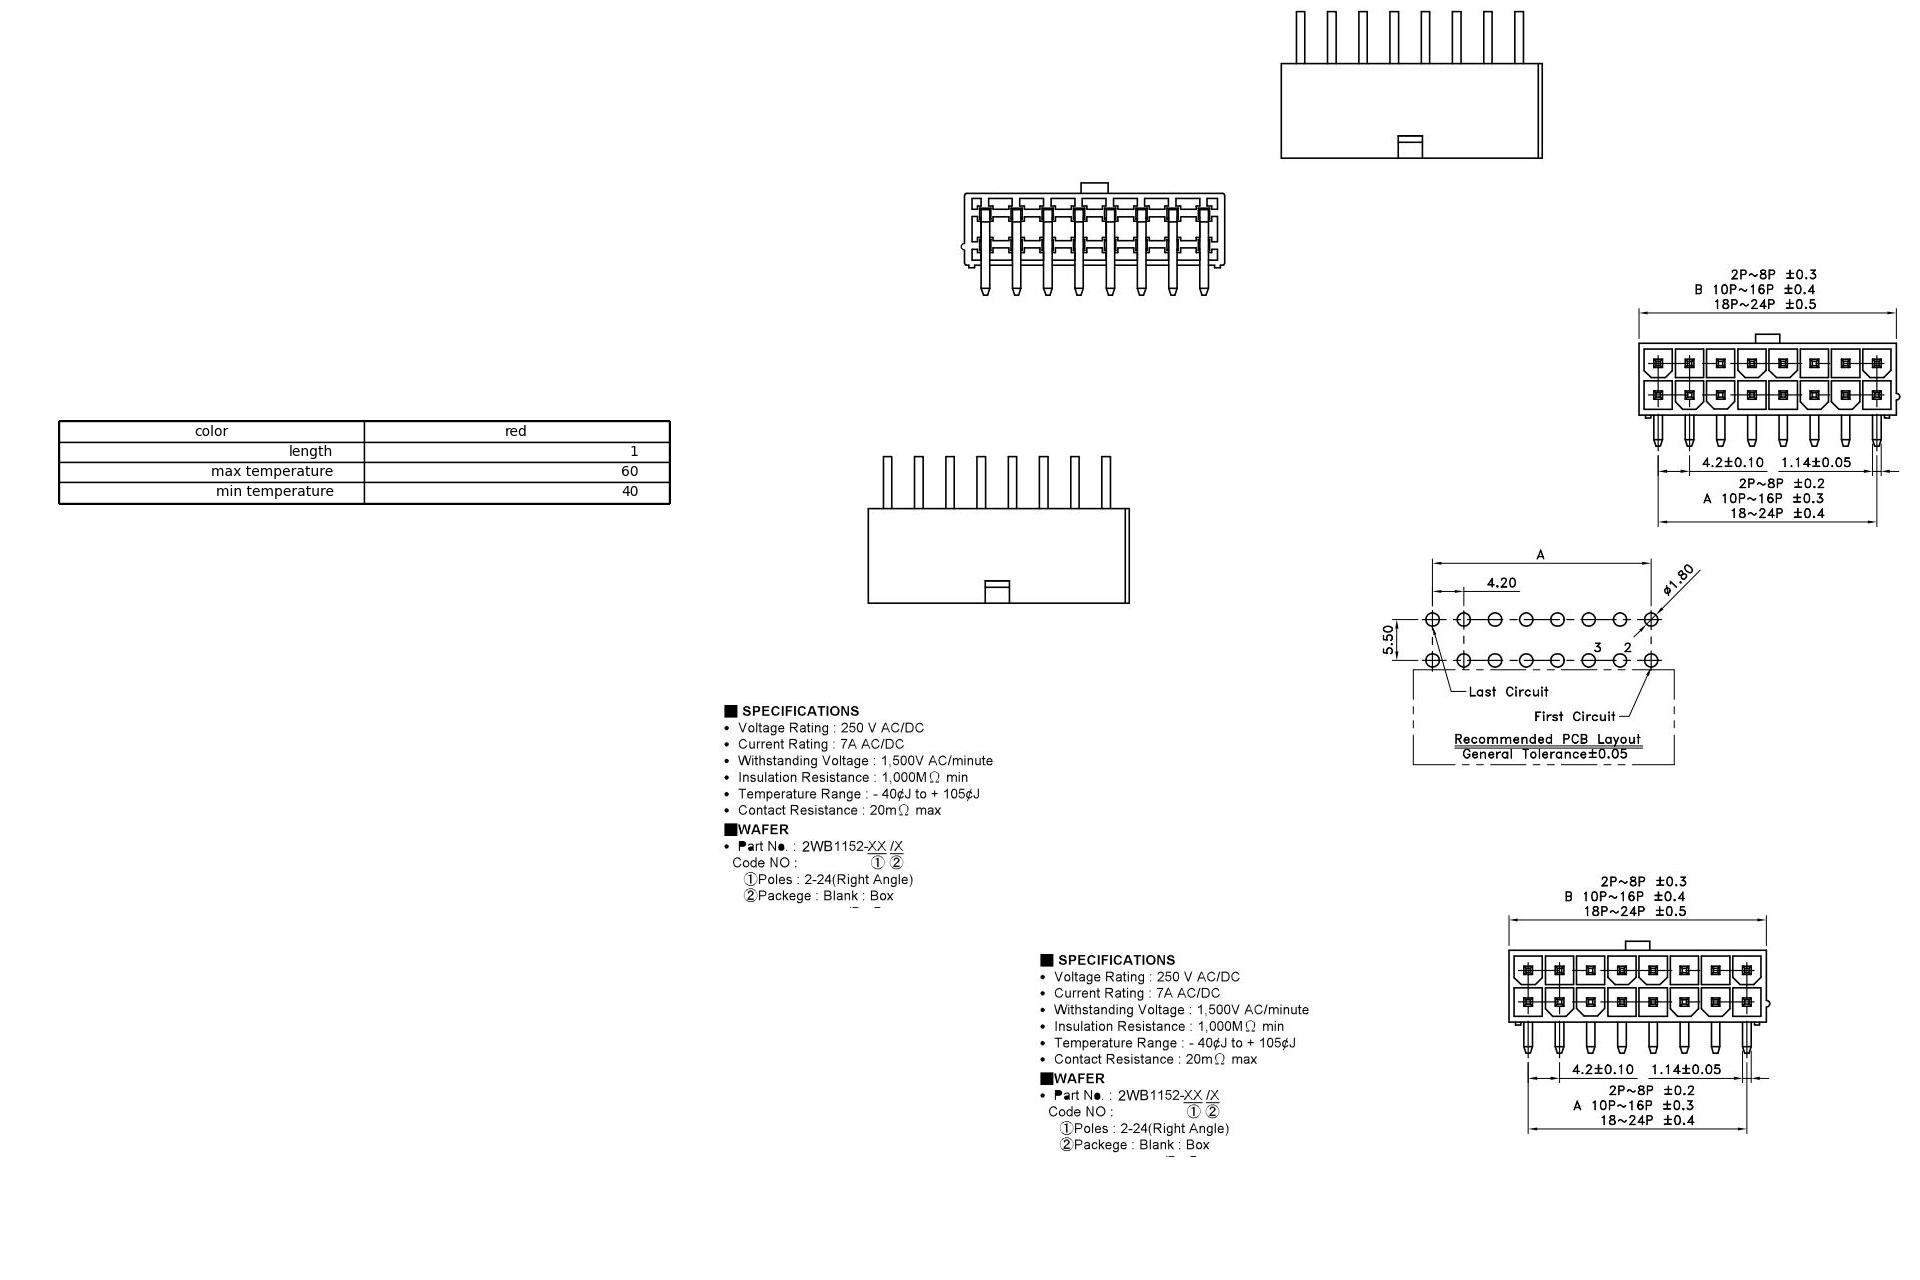 2P~8P ±0.3
B 10P~16P ±0.4
18P~24P ±0.5
4.2±0.10 1.14±0.05
2P~8P ±0.2
A 10P~16P ±0.3
18~24P ±0.4
color red
length 1
max temperature 60
min temperature 40
A
4.20
ø1.80
5.50
3 2
Last Circuit
First Circuit
Recommended PCB Layout
General Tolerance±0.05
■ SPECIFICATIONS
• Voltage Rating : 250 V AC/DC
• Current Rating : 7A AC/DC
• Withstanding Voltage : 1,500V AC/minute
• Insulation Resistance : 1,000MΩ min
• Temperature Range : - 40¢J to + 105¢J
• Contact Resistance : 20mΩ max
■WAFER
• Part No. : 2WB1152-XX /X
Code NO : ① ②
①Poles : 2-24(Right Angle)
②Packege : Blank : Box
2P~8P ±0.3
B 10P~16P ±0.4
18P~24P ±0.5
4.2±0.10 1.14±0.05
2P~8P ±0.2
A 10P~16P ±0.3
18~24P ±0.4
■ SPECIFICATIONS
• Voltage Rating : 250 V AC/DC
• Current Rating : 7A AC/DC
• Withstanding Voltage : 1,500V AC/minute
• Insulation Resistance : 1,000MΩ min
• Temperature Range : - 40¢J to + 105¢J
• Contact Resistance : 20mΩ max
■WAFER
• Part No. : 2WB1152-XX /X
Code NO : ① ②
①Poles : 2-24(Right Angle)
②Packege : Blank : Box